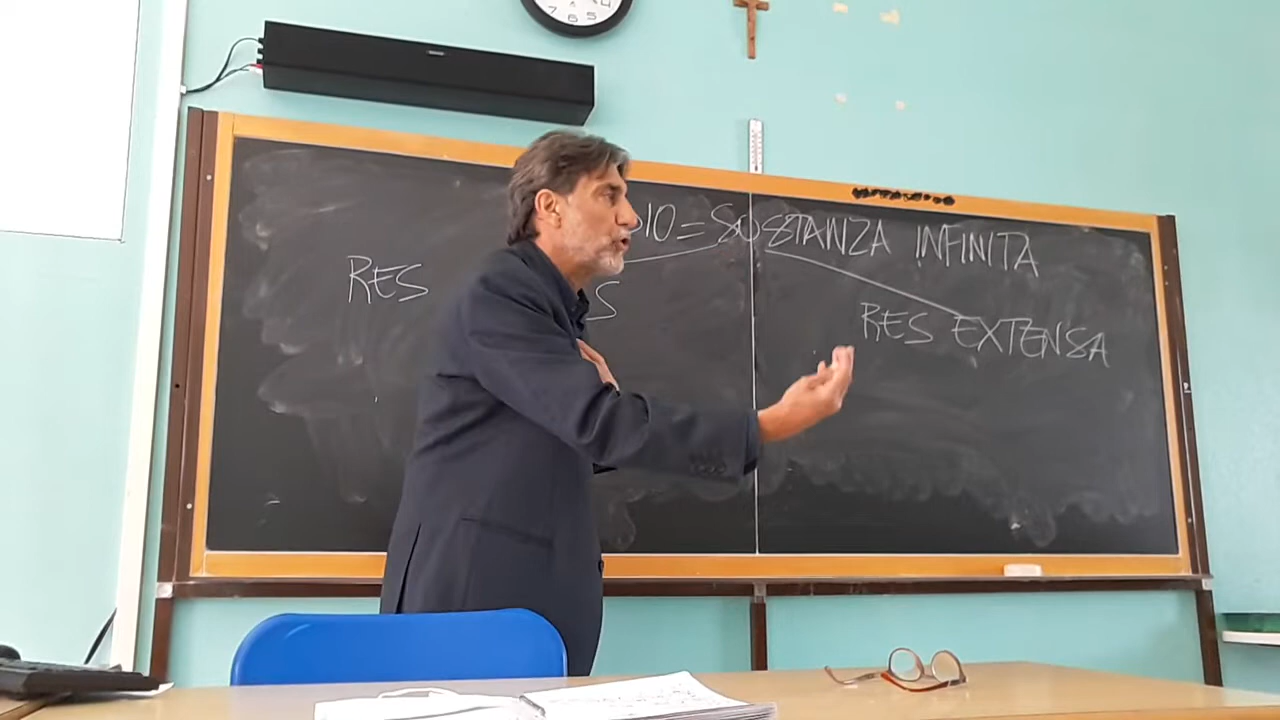 IO = SOSTANZA INFINITA
RES S
RES EXTENSA